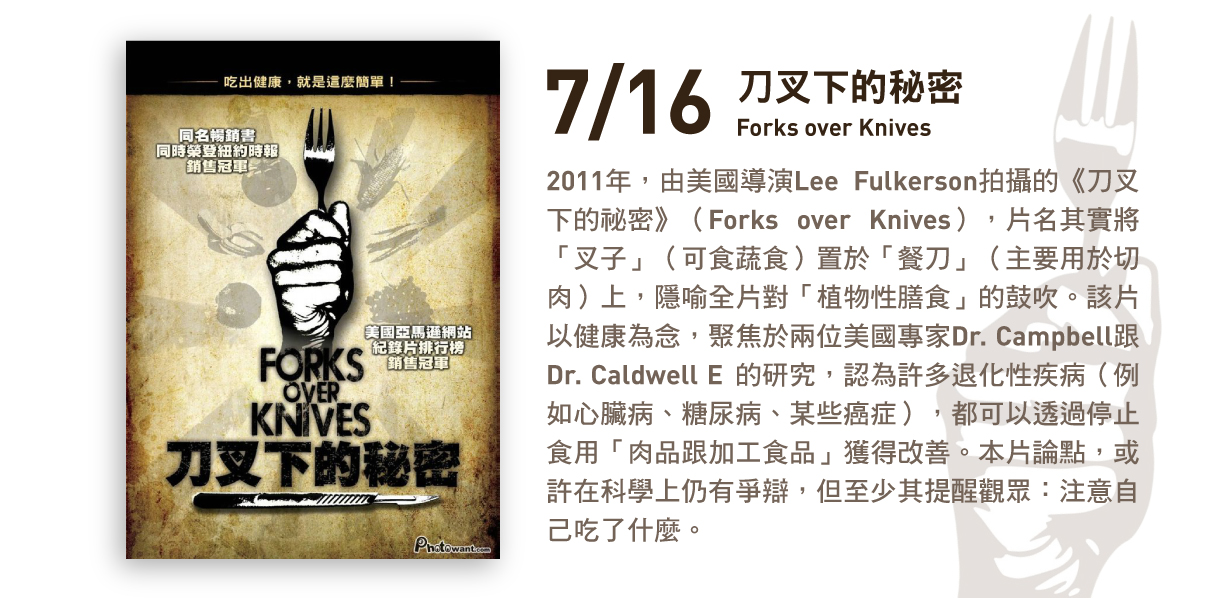 吃出健康，就是這麼簡單！
同名暢銷書
同時榮登紐約時報
銷售冠軍
美國亞馬遜網站
紀錄片排行榜
銷售冠軍
FORKS
OVER
KNIVES
刀叉下的秘密
Photowant.com
7/16 刀叉下的秘密
Forks over Knives
2011年，由美國導演Lee Fulkerson拍攝的《刀叉
下的祕密》（Forks over Knives），片名其實將
「叉子」（可食蔬食）置於「餐刀」（主要用於切
肉）上，隱喻全片對「植物性膳食」的鼓吹。該片
以健康為念，聚焦於兩位美國專家Dr. Campbell跟
Dr. Caldwell E 的研究，認為許多退化性疾病（例
如心臟病、糖尿病、某些癌症），都可以透過停止
食用「肉品跟加工食品」獲得改善。本片論點，或
許在科學上仍有爭辯，但至少其提醒觀眾：注意自
己吃了什麼。